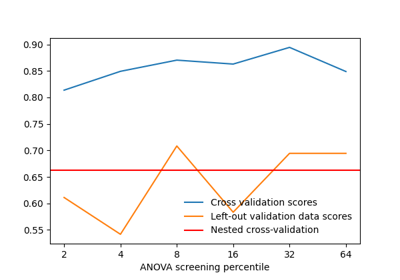 0.90
0.85
0.80
0.75
0.70
0.65
0.60
0.55
Cross validation scores
Left-out validation data scores
Nested cross-validation
2 4 8 16 32 64
ANOVA screening percentile